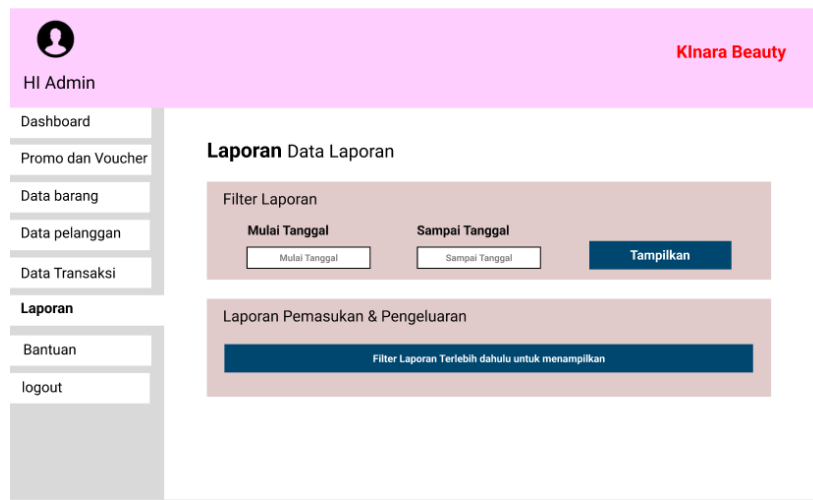 KInara Beauty
HI Admin
Dashboard
Promo dan Voucher
Data barang
Data pelanggan
Data Transaksi
Laporan
Bantuan
logout
Laporan Data Laporan
Filter Laporan
Mulai Tanggal
Sampai Tanggal
Mulai Tanggal
Sampai Tanggal
Tampilkan
Laporan Pemasukan & Pengeluaran
Filter Laporan Terlebih dahulu untuk menampilkan